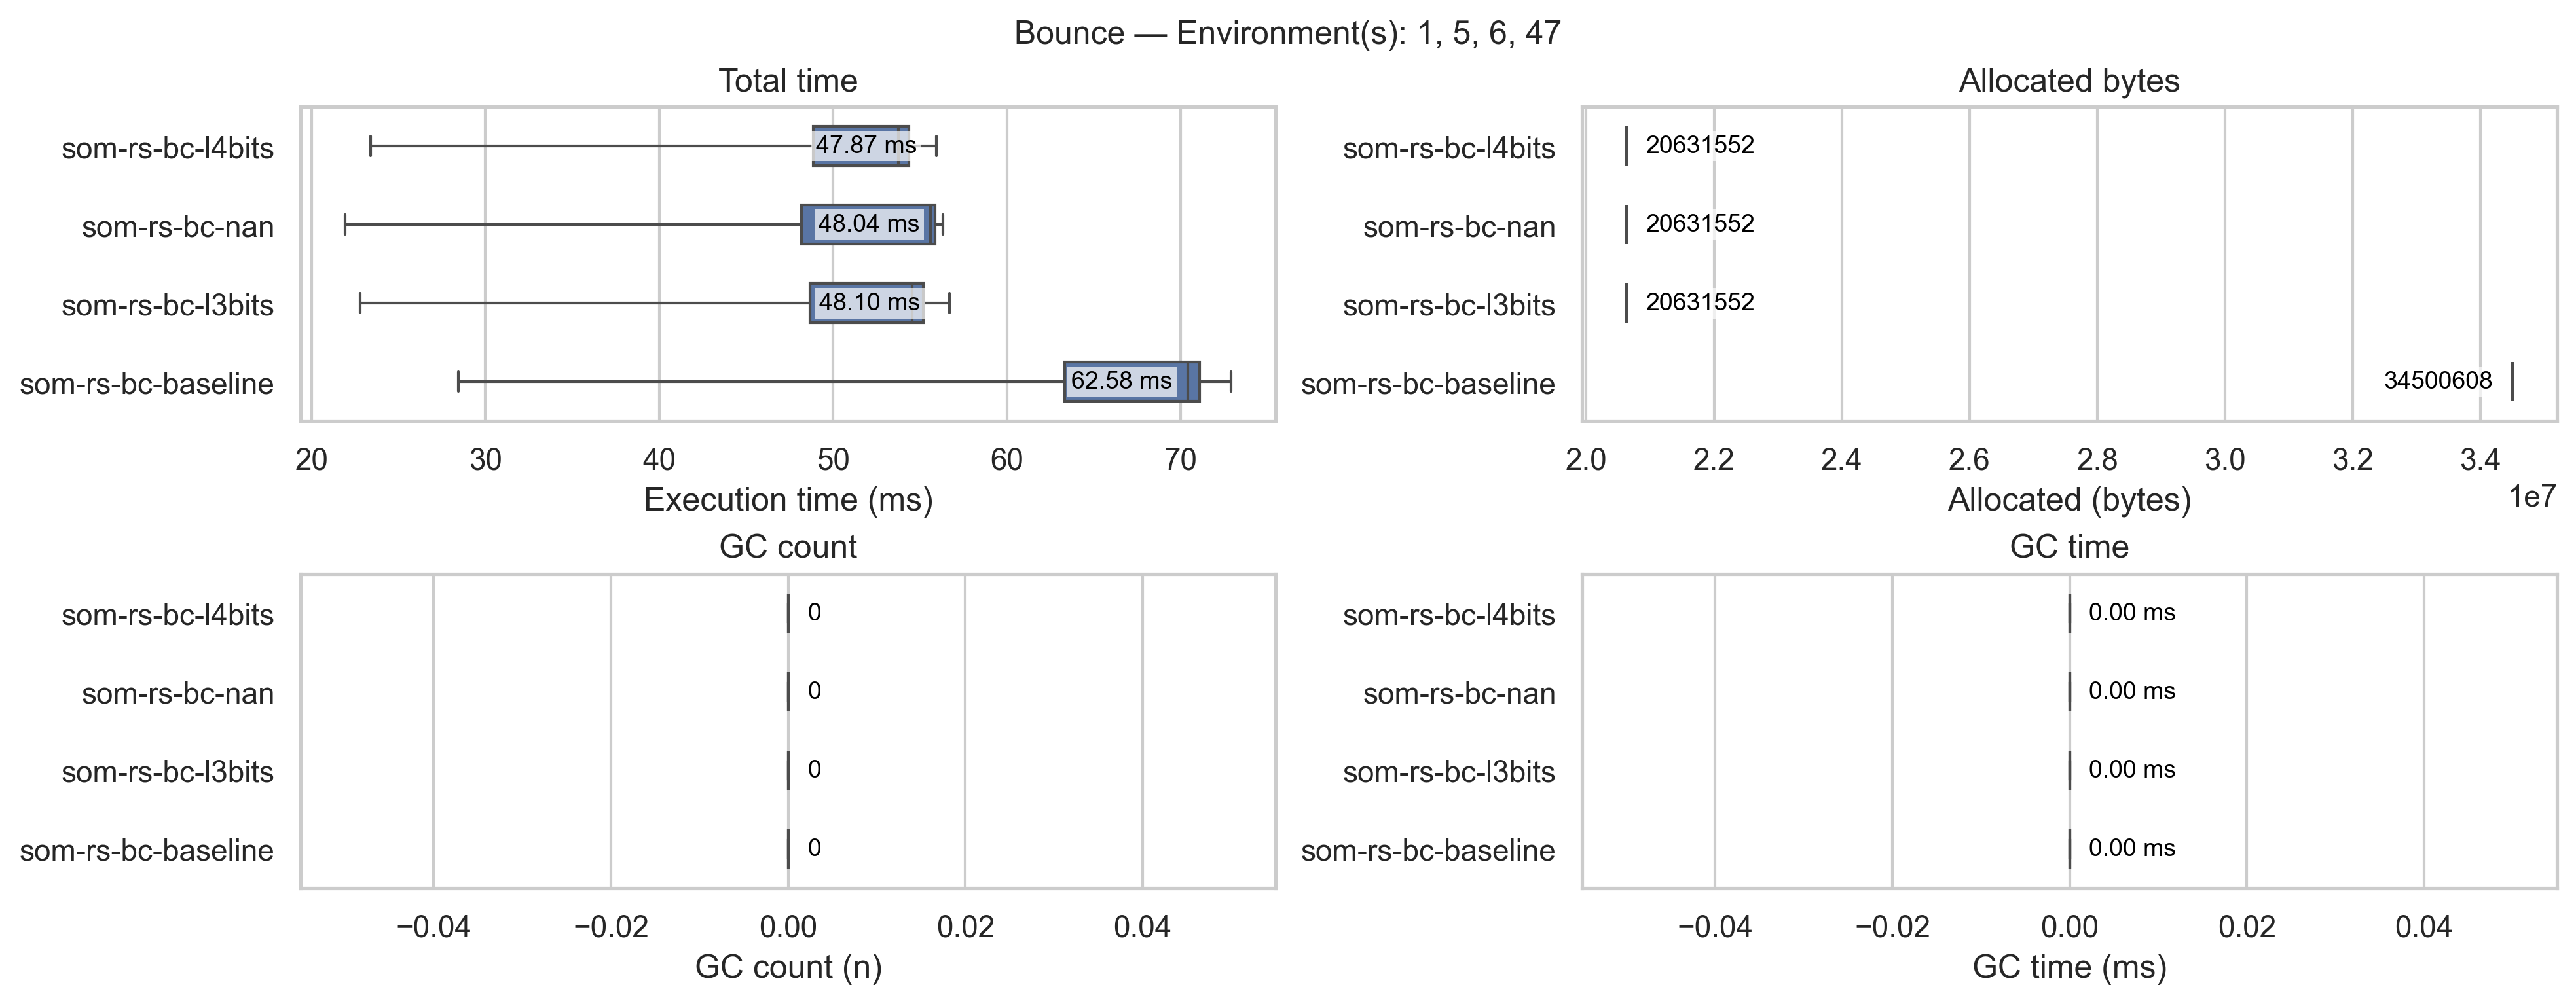 Bounce — Environment(s): 1, 5, 6, 47
Total time
som-rs-bc-l4bits
47.87 ms
som-rs-bc-nan
48.04 ms
som-rs-bc-l3bits
48.10 ms
som-rs-bc-baseline
62.58 ms
20 30 40 50 60 70
Execution time (ms)
Allocated bytes
som-rs-bc-l4bits
20631552
som-rs-bc-nan
20631552
som-rs-bc-l3bits
20631552
som-rs-bc-baseline
34500608
2.0 2.2 2.4 2.6 2.8 3.0 3.2 3.4
1e7
Allocated (bytes)
GC count
som-rs-bc-l4bits
0
som-rs-bc-nan
0
som-rs-bc-l3bits
0
som-rs-bc-baseline
0
−0.04 −0.02 0.00 0.02 0.04
GC count (n)
GC time
som-rs-bc-l4bits
0.00 ms
som-rs-bc-nan
0.00 ms
som-rs-bc-l3bits
0.00 ms
som-rs-bc-baseline
0.00 ms
−0.04 −0.02 0.00 0.02 0.04
GC time (ms)